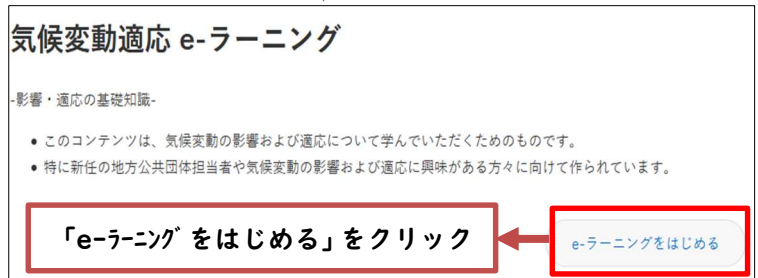 気候変動適応 e-ラーニング
-影響・適応の基礎知識-
• このコンテンツは、気候変動の影響および適応について学んでいただくためのものです。
• 特に新任の地方公共団体担当者や気候変動の影響および適応に興味がある方々に向けて作られています。
「e-ﾗｰﾆﾝｸﾞをはじめる」をクリック
e-ラーニングをはじめる